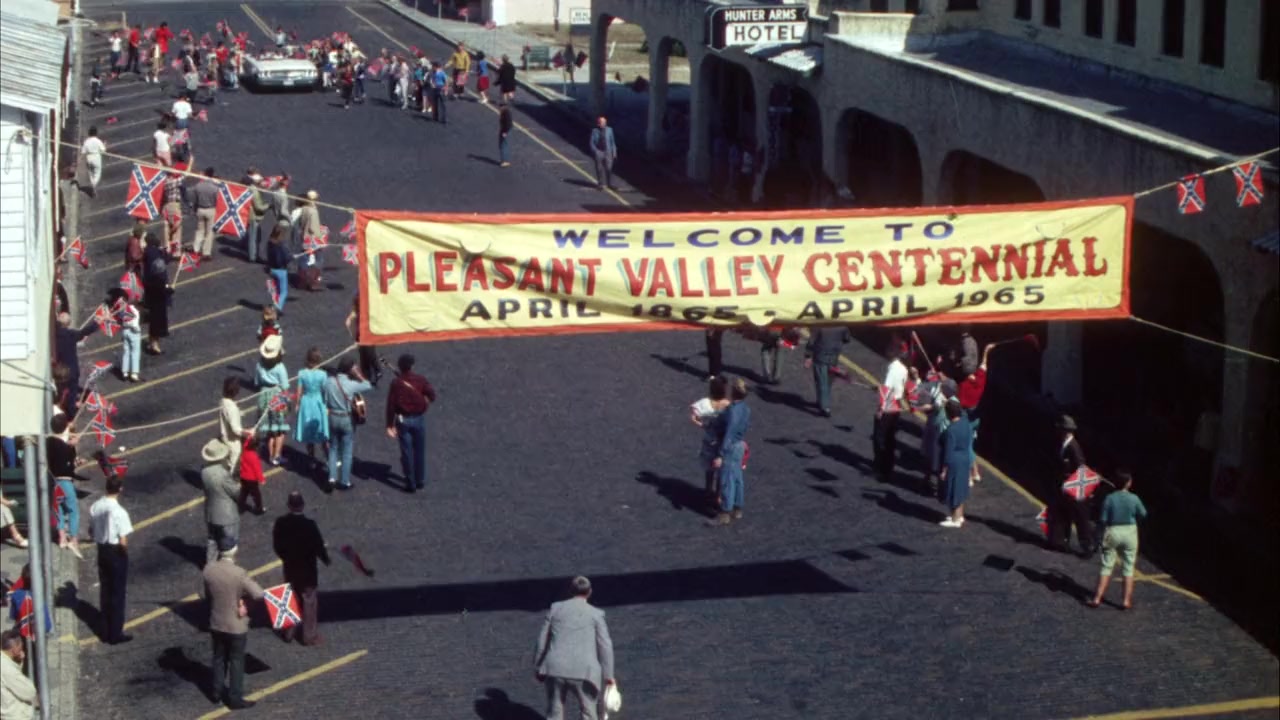 HUNTER ARMS
HOTEL
WELCOME TO
PLEASANT VALLEY CENTENNIAL
APRIL 1865 - APRIL 1965